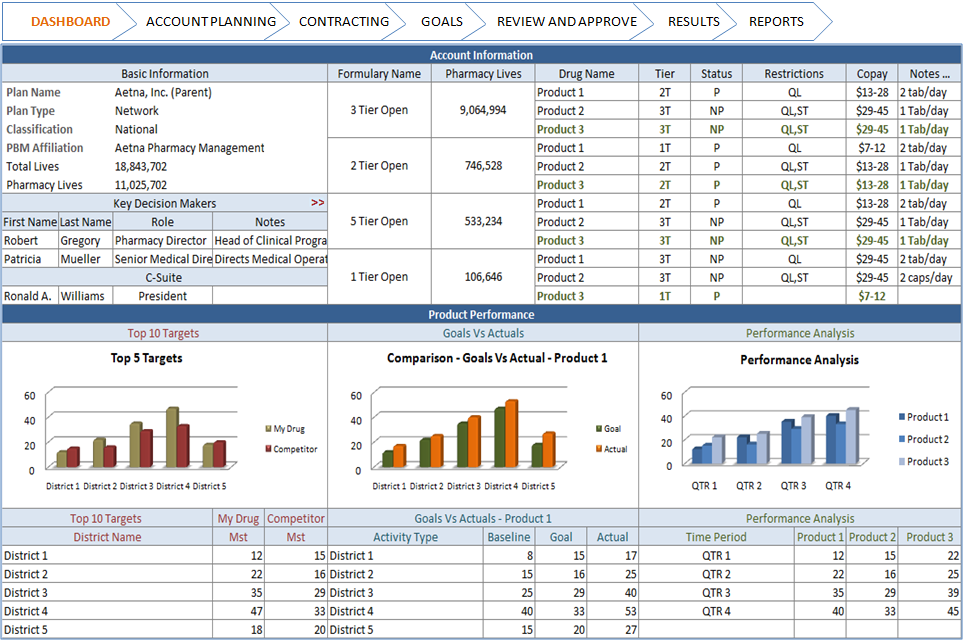 DASHBOARD ACCOUNT PLANNING CONTRACTING GOALS REVIEW AND APPROVE RESULTS REPORTS
Account Information
Basic Information Formulary Name Pharmacy Lives Drug Name Tier Status Restrictions Copay Notes ...
Plan Name Aetna, Inc. (Parent) Product 1 2T P QL $13-28 2 tab/day
Plan Type Network 3 Tier Open 9,064,994 Product 2 3T NP QL,ST $29-45 1 Tab/day
Classification National Product 3 3T NP QL,ST $29-45 1 Tab/day
PBM Affiliation Aetna Pharmacy Management Product 1 1T P QL $7-12 2 tab/day
Total Lives 18,843,702 2 Tier Open 746,528 Product 2 2T P QL,ST $13-28 1 Tab/day
Pharmacy Lives 11,025,702 Product 3 2T P QL,ST $13-28 1 Tab/day
Key Decision Makers >> Product 1 2T P QL $13-28 2 tab/day
First Name Last Name Role Notes 5 Tier Open 533,234 Product 2 3T NP QL,ST $29-45 1 Tab/day
Robert Gregory Pharmacy Director Head of Clinical Progra Product 3 3T NP QL,ST $29-45 1 Tab/day
Patricia Mueller Senior Medical Dire Directs Medical Operat Product 1 3T NP QL $29-45 2 tab/day
C-Suite 1 Tier Open 106,646 Product 2 3T NP QL,ST $29-45 2 caps/day
Ronald A. Williams President Product 3 1T P $7-12
Product Performance
Top 10 Targets Goals Vs Actuals Performance Analysis
Top 5 Targets
60
40
20
0
District 1 District 2 District 3 District 4 District 5
My Drug
Competitor
Comparison - Goals Vs Actual - Product 1
60
40
20
0
District 1 District 2 District 3 District 4 District 5
Goal
Actual
Performance Analysis
60
40
20
0
QTR 1 QTR 2 QTR 3 QTR 4
Product 1
Product 2
Product 3
Top 10 Targets My Drug Competitor Goals Vs Actuals - Product 1 Performance Analysis
District Name Mst Mst Activity Type Baseline Goal Actual Time Period Product 1 Product 2 Product 3
District 1 12 15 District 1 8 15 17 QTR 1 12 15 22
District 2 22 16 District 2 15 16 25 QTR 2 22 16 25
District 3 35 29 District 3 25 29 40 QTR 3 35 29 39
District 4 47 33 District 4 40 33 53 QTR 4 40 33 45
District 5 18 20 District 5 15 20 27